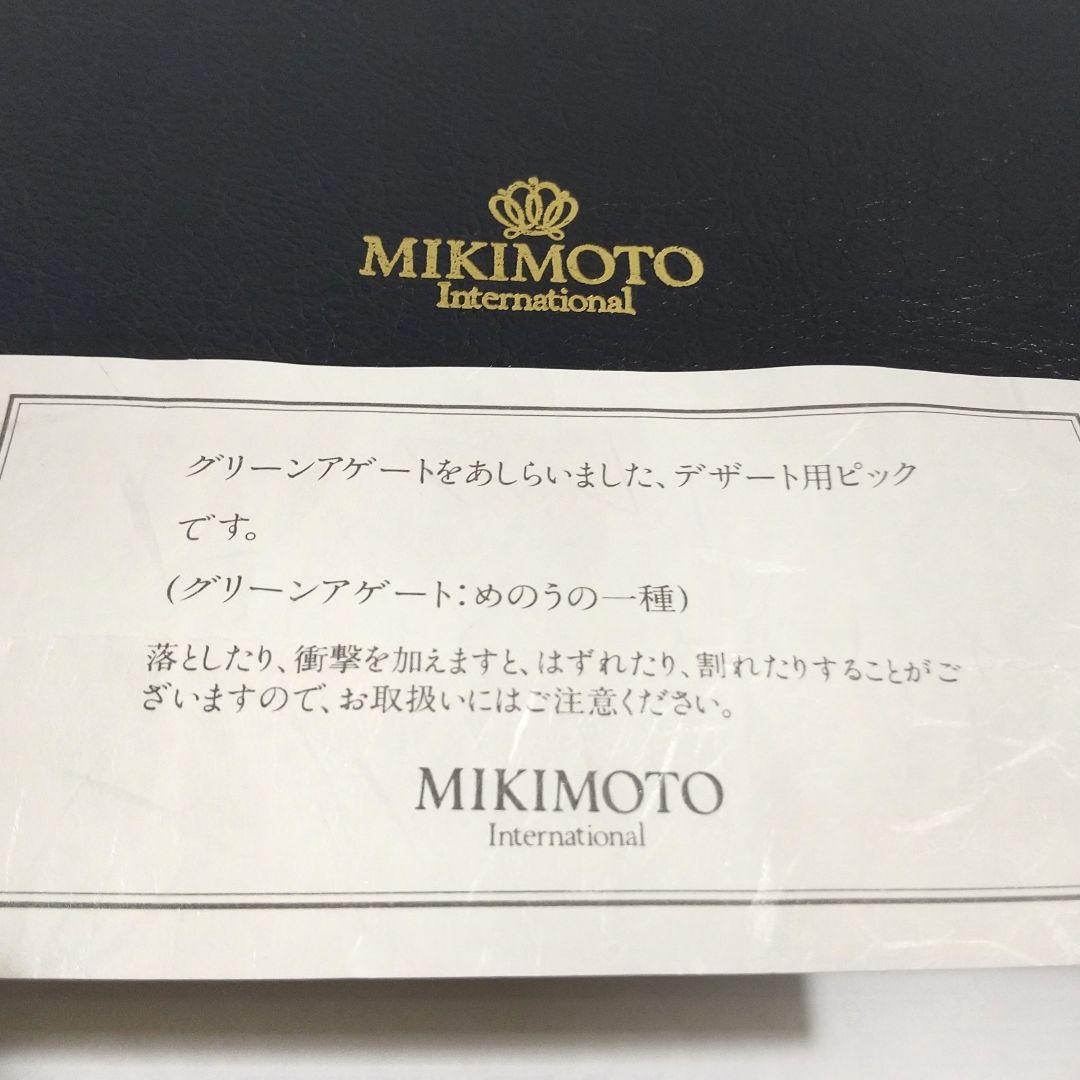 MIKIMOTO
International
グリーンアゲートをあしらいました、デザート用ピック
です。
(グリーンアゲート：めのうの一種)
落としたり、衝撃を加えますと、はずれたり、割れたりすることがご
ざいますので、お取扱いにはご注意ください。
MIKIMOTO
International